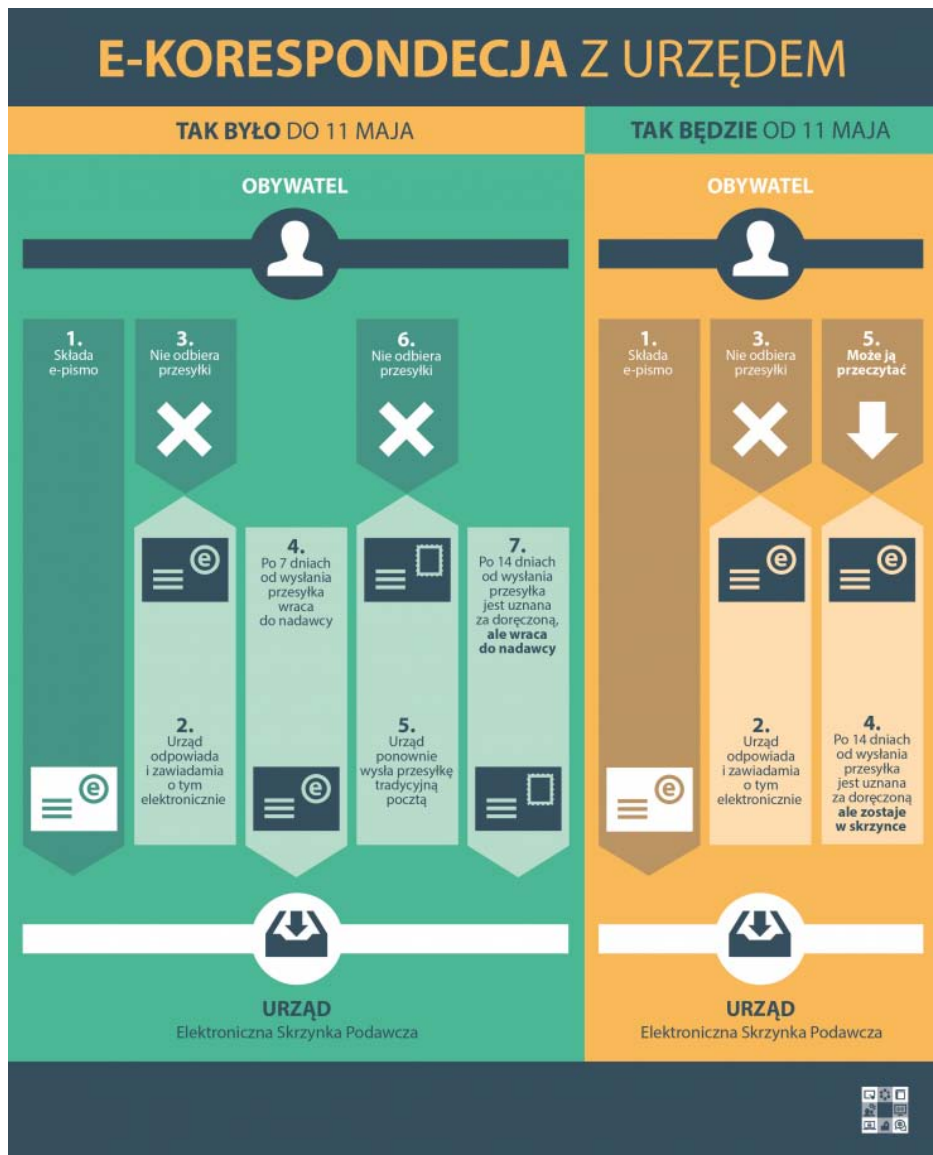 E-KORESPONDECJA Z URZĘDEM
TAK BYŁO DO 11 MAJA
OBYWATEL
1.
Składa
e-pismo
3.
Nie odbiera
przesyłki
6.
Nie odbiera
przesyłki
e
4.
Po 7 dniach
od wysłania
przesyłka
wraca
do nadawcy
7.
Po 14 dniach
od wysłania
przesyłka
jest uznana
za doręczoną,
ale wraca
do nadawcy
e
2.
Urząd
odpowiada
i zawiadamia
o tym
elektronicznie
e
5.
Urząd
ponownie
wysła przesyłkę
tradycyjną
pocztą
URZĄD
Elektroniczna Skrzynka Podawcza
TAK BĘDZIE OD 11 MAJA
OBYWATEL
1.
Składa
e-pismo
3.
Nie odbiera
przesyłki
5.
Może ją
przeczytać
e
e
e
2.
Urząd
odpowiada
i zawiadamia
o tym
elektronicznie
4.
Po 14 dniach
od wysłania
przesyłka
jest uznana
za doręczoną
ale zostaje
w skrzynce
URZĄD
Elektroniczna Skrzynka Podawcza